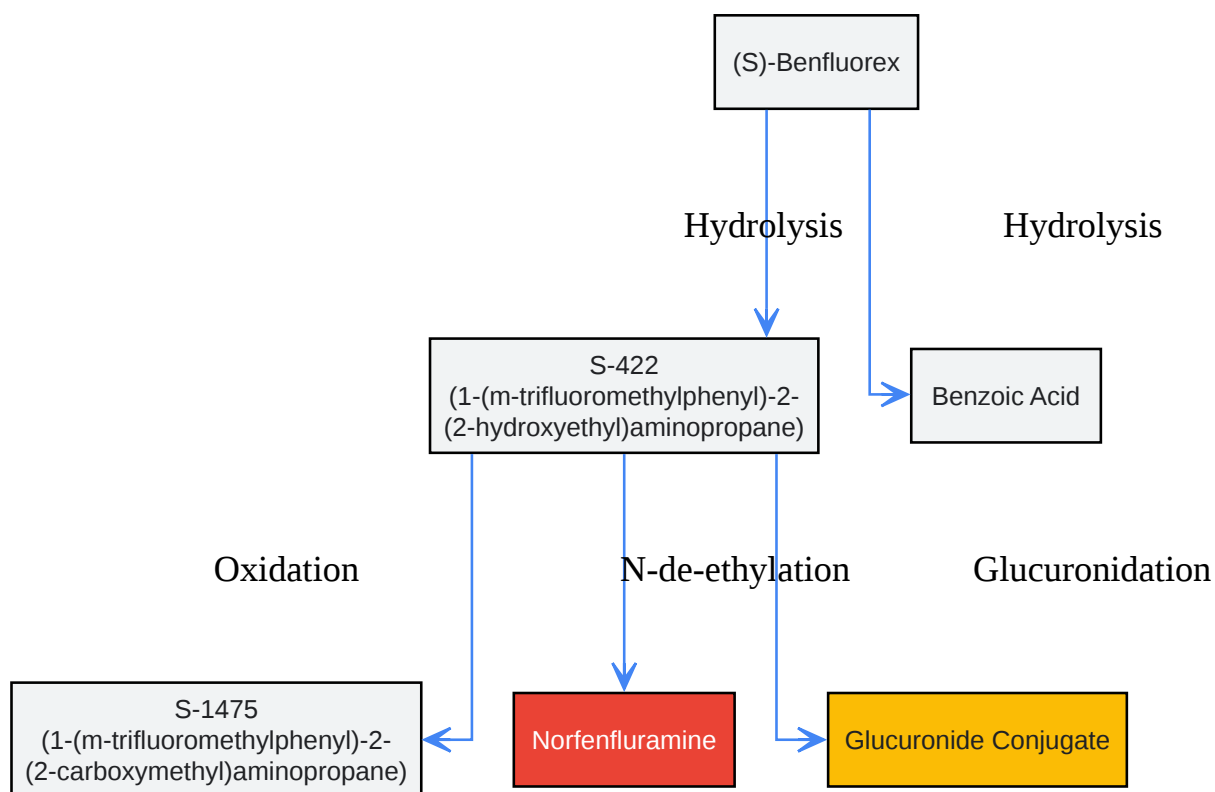 (S)-Benfluorex
Hydrolysis
Hydrolysis
S-422
(1-(m-trifluoromethylphenyl)-2-
(2-hydroxyethyl)aminopropane)
Benzoic Acid
Oxidation
N-de-ethylation
Glucuronidation
S-1475
(1-(m-trifluoromethylphenyl)-2-
(2-carboxymethyl)aminopropane)
Norfenfluramine
Glucuronide Conjugate